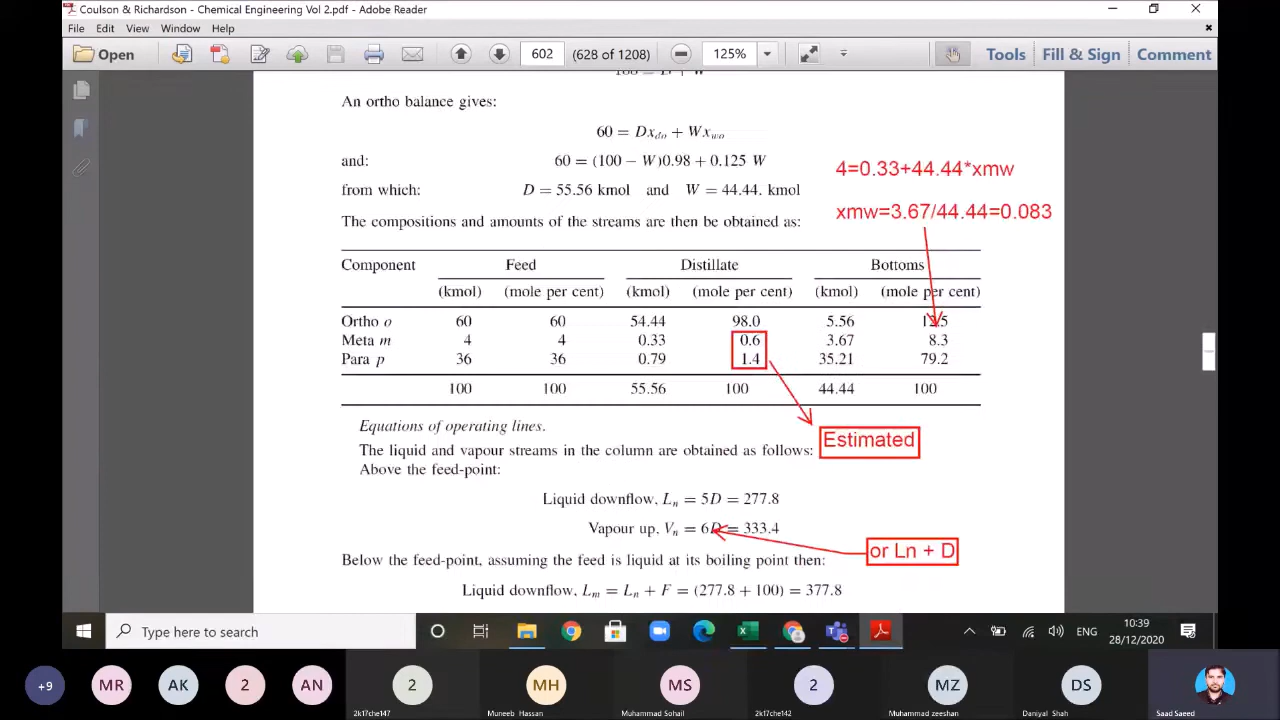 Coulson & Richardson - Chemical Engineering Vol 2.pdf - Adobe Reader
File Edit View Window Help
Open 602 (628 of 1208) 125% Tools Fill & Sign Comment
An ortho balance gives:
60 = Dx_do + Wx_wo
and: 60 = (100 − W)0.98 + 0.125 W
4=0.33+44.44*xmw
from which: D = 55.56 kmol and W = 44.44. kmol
xmw=3.67/44.44=0.083
The compositions and amounts of the streams are then be obtained as:
Component Feed Distillate Bottoms
(kmol) (mole per cent) (kmol) (mole per cent) (kmol) (mole per cent)
Ortho o 60 60 54.44 98.0 5.56 12.5
Meta m 4 4 0.33 0.6 3.67 8.3
Para p 36 36 0.79 1.4 35.21 79.2
100 100 55.56 100 44.44 100
Equations of operating lines.
Estimated
The liquid and vapour streams in the column are obtained as follows:
Above the feed-point:
Liquid downflow, L_n = 5D = 277.8
Vapour up, V_n = 6D = 333.4
or Ln + D
Below the feed-point, assuming the feed is liquid at its boiling point then:
Liquid downflow, L_m = L_n + F = (277.8 + 100) = 377.8
Type here to search
ENG
10:39
28/12/2020
+9 MR AK 2 AN 2 MH MS 2 MZ DS
2k17che147 Muneeb Hassan Muhammad Sohail 2k17che142 Muhammad zeeshan Daniyal Shah Saad Saeed